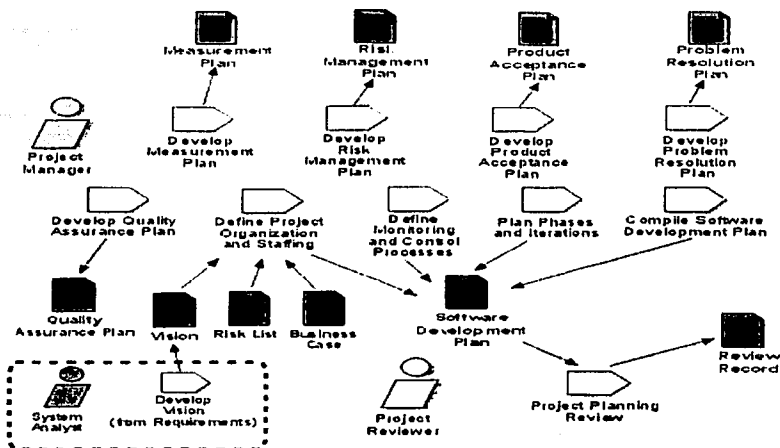 Measurement
Plan
Risk
Management
Plan
Product
Acceptance
Plan
Problem
Resolution
Plan
Project
Manager
Develop
Measurement
Plan
Develop
Risk
Management
Plan
Develop
Product
Acceptance
Plan
Develop
Problem
Resolution
Plan
Develop Quality
Assurance Plan
Define Project
Organization
and Staffing
Define
Monitoring
and Control
Processes
Plan Phases
and Iterations
Compile Software
Development Plan
Quality
Assurance Plan
Vision
Risk List
Business
Case
Software
Development
Plan
Review
Record
System
Analyst
Develop
Vision
(from Requirements)
Project
Reviewer
Project Planning
Review